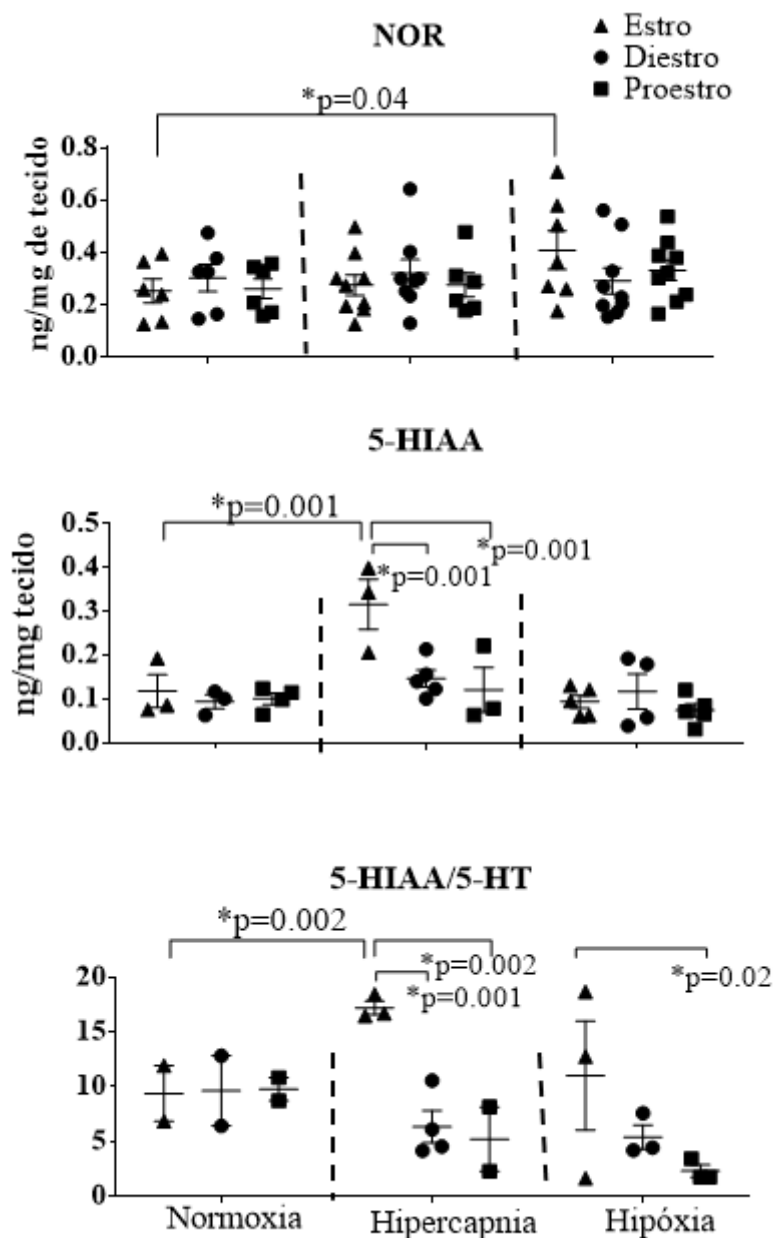 NOR
Estro
Diestro
Proestro
*p=0.04
ng/mg de tecido
0.8
0.6
0.4
0.2
0.0
5-HIAA
*p=0.001
*p=0.001
*p=0.001
ng/mg tecido
0.5
0.4
0.3
0.2
0.1
0.0
5-HIAA/5-HT
*p=0.002
*p=0.002
*p=0.001
*p=0.02
20
15
10
5
0
Normoxia
Hipercapnia
Hipóxia